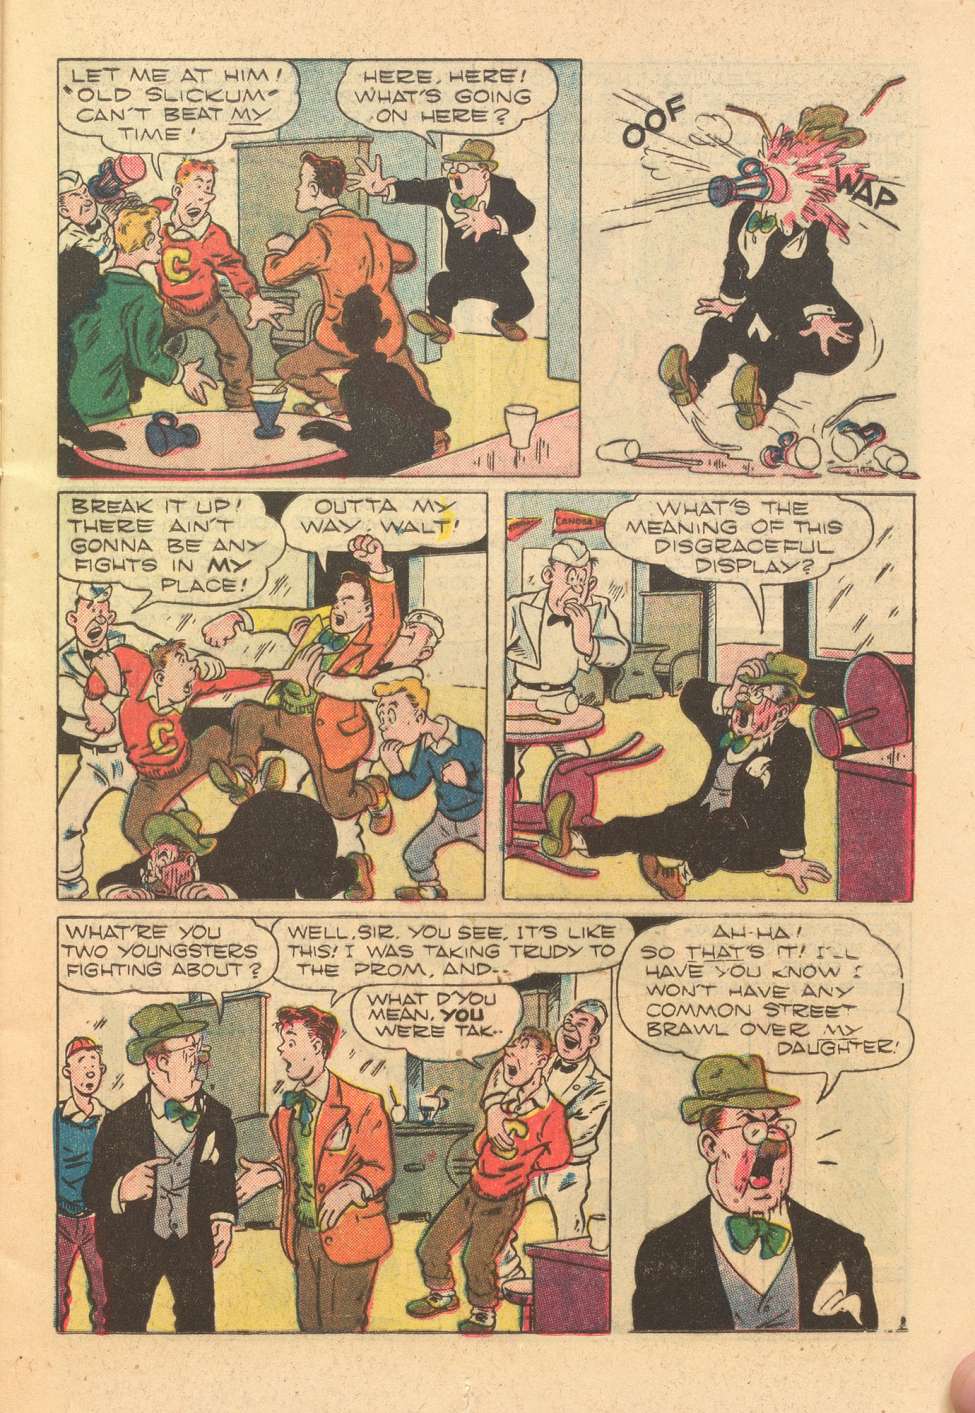 LET ME AT HIM!
"OLD SLICKUM"
CAN'T BEAT MY
TIME!
HERE, HERE!
WHAT'S GOING
ON HERE?
C
OOF
WAP
BREAK IT UP!
THERE AIN'T
GONNA BE ANY
FIGHTS IN MY
PLACE!
OUTTA MY
WAY, WALT!
C
CANOGA
WHAT'S THE
MEANING OF THIS
DISGRACEFUL
DISPLAY?
WHAT'RE YOU
TWO YOUNGSTERS
FIGHTING ABOUT?
WELL, SIR, YOU SEE, IT'S LIKE
THIS! I WAS TAKING TRUDY TO
THE PROM, AND--
WHAT D'YOU
MEAN, YOU
WERE TAK--
C
AH-HA!
SO THAT'S IT! I'LL
HAVE YOU KNOW I
WON'T HAVE ANY
COMMON STREET
BRAWL OVER MY
DAUGHTER!